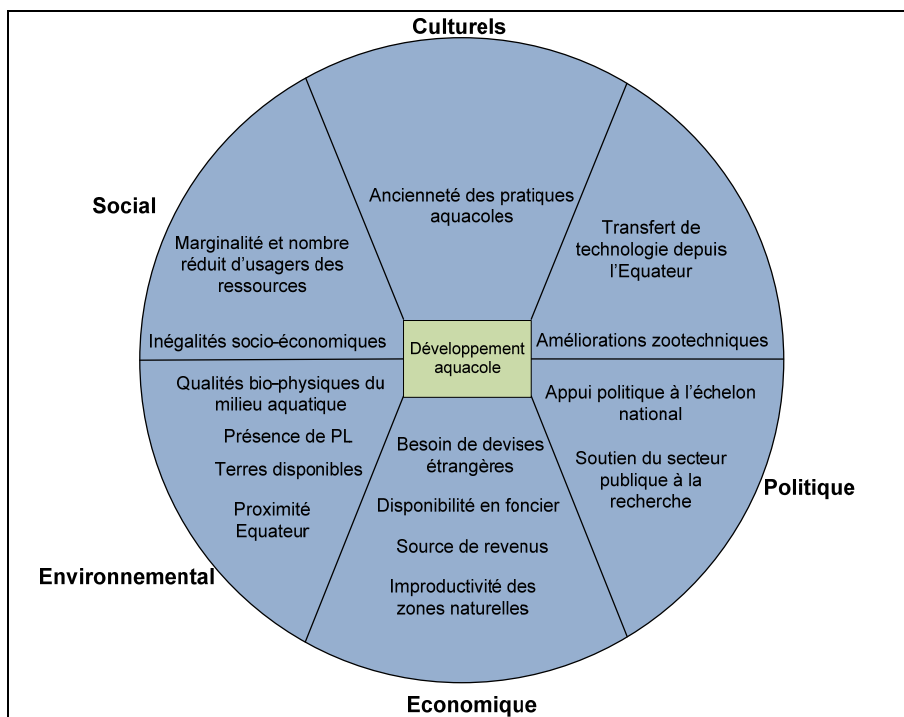 Culturels
Social
Ancienneté des pratiques
aquacoles
Transfert de
technologie depuis
l'Equateur
Marginalité et nombre
réduit d'usagers des
ressources
Inégalités socio-économiques
Développement
aquacole
Améliorations zootechniques
Qualités bio-physiques du
milieu aquatique
Présence de PL
Terres disponibles
Proximité
Equateur
Environnemental
Besoin de devises
étrangères
Disponibilité en foncier
Source de revenus
Improductivité des
zones naturelles
Economique
Appui politique à l'échelon
national
Soutien du secteur
publique à la
recherche
Politique